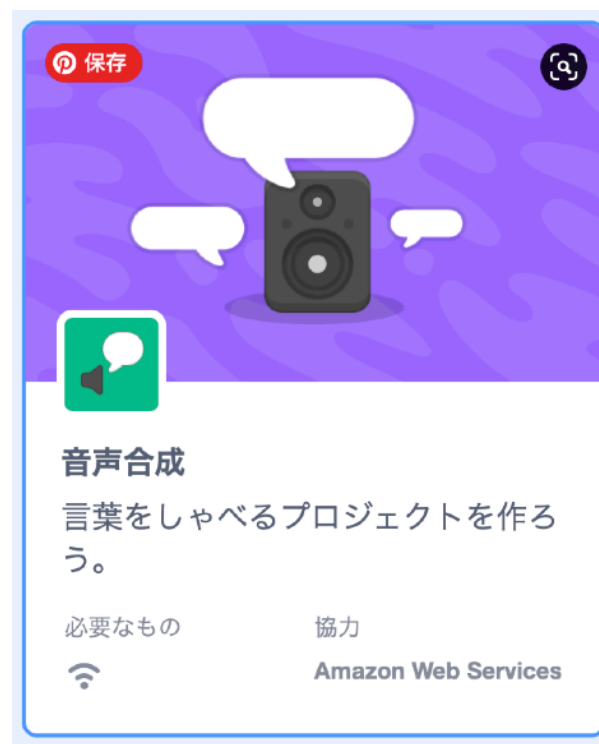 保存
音声合成
言葉をしゃべるプロジェクトを作ろ
う。
必要なもの
協力
Amazon Web Services